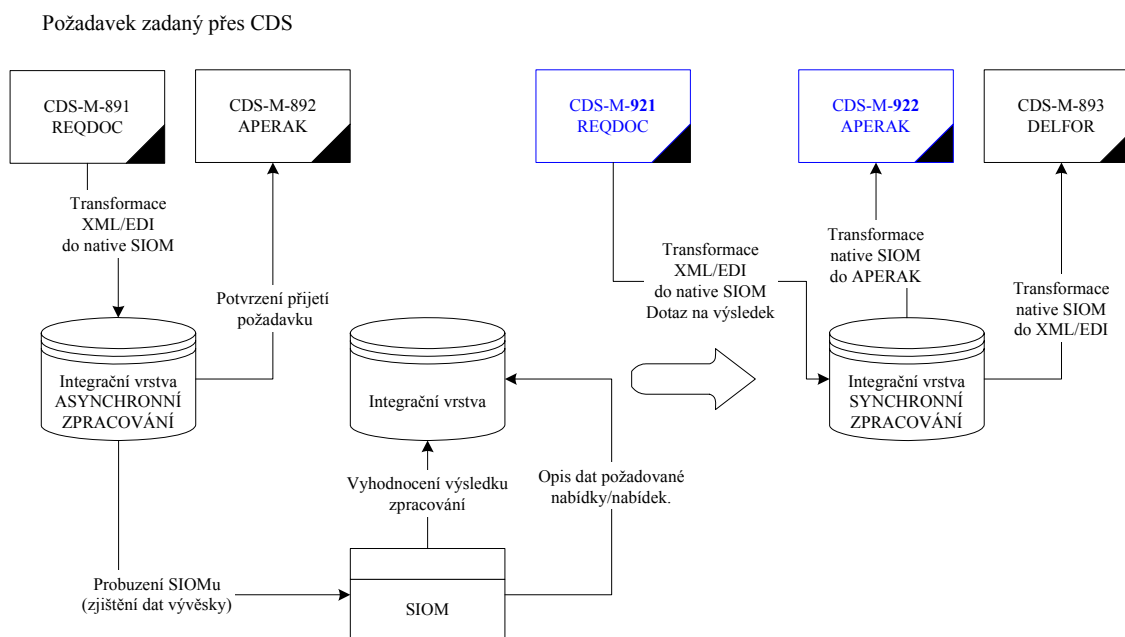 Požadavek zadaný přes CDS
CDS-M-891
REQDOC
CDS-M-892
APERAK
CDS-M-921
REQDOC
CDS-M-922
APERAK
CDS-M-893
DELFOR
Transformace
XML/EDI
do native SIOM
Potvrzení přijetí
požadavku
Transformace
XML/EDI
do native SIOM
Dotaz na výsledek
Transformace
native SIOM
do APERAK
Transformace
native SIOM
do XML/EDI
Integrační vrstva
ASYNCHRONNÍ
ZPRACOVÁNÍ
Integrační vrstva
Integrační vrstva
SYNCHRONNÍ
ZPRACOVÁNÍ
Vyhodnocení výsledku
zpracování
Opis dat požadované
nabídky/nabídek.
Probuzení SIOMu
(zjištění dat vývěsky)
SIOM